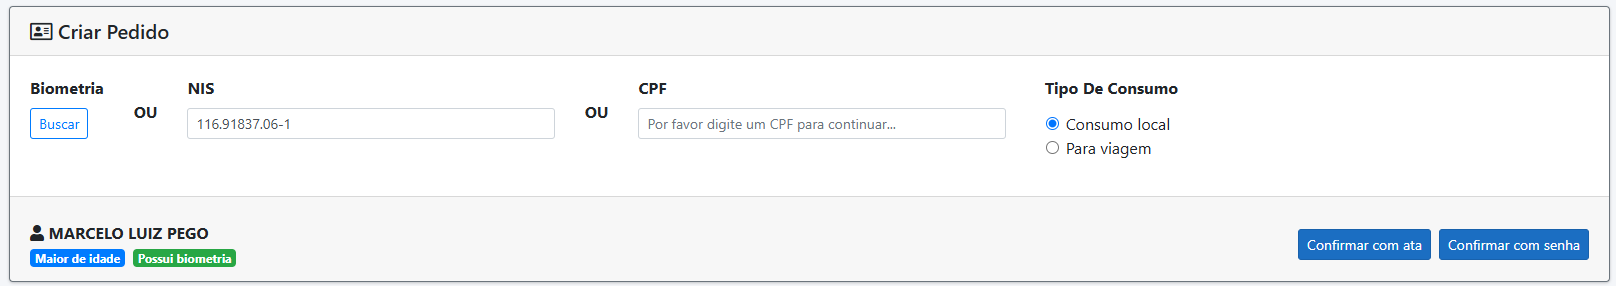 Criar Pedido
Biometria
Buscar
OU
NIS
116.91837.06-1
OU
CPF
Por favor digite um CPF para continuar...
Tipo De Consumo
Consumo local
Para viagem
MARCELO LUIZ PEGO
Maior de idade Possui biometria
Confirmar com ata Confirmar com senha